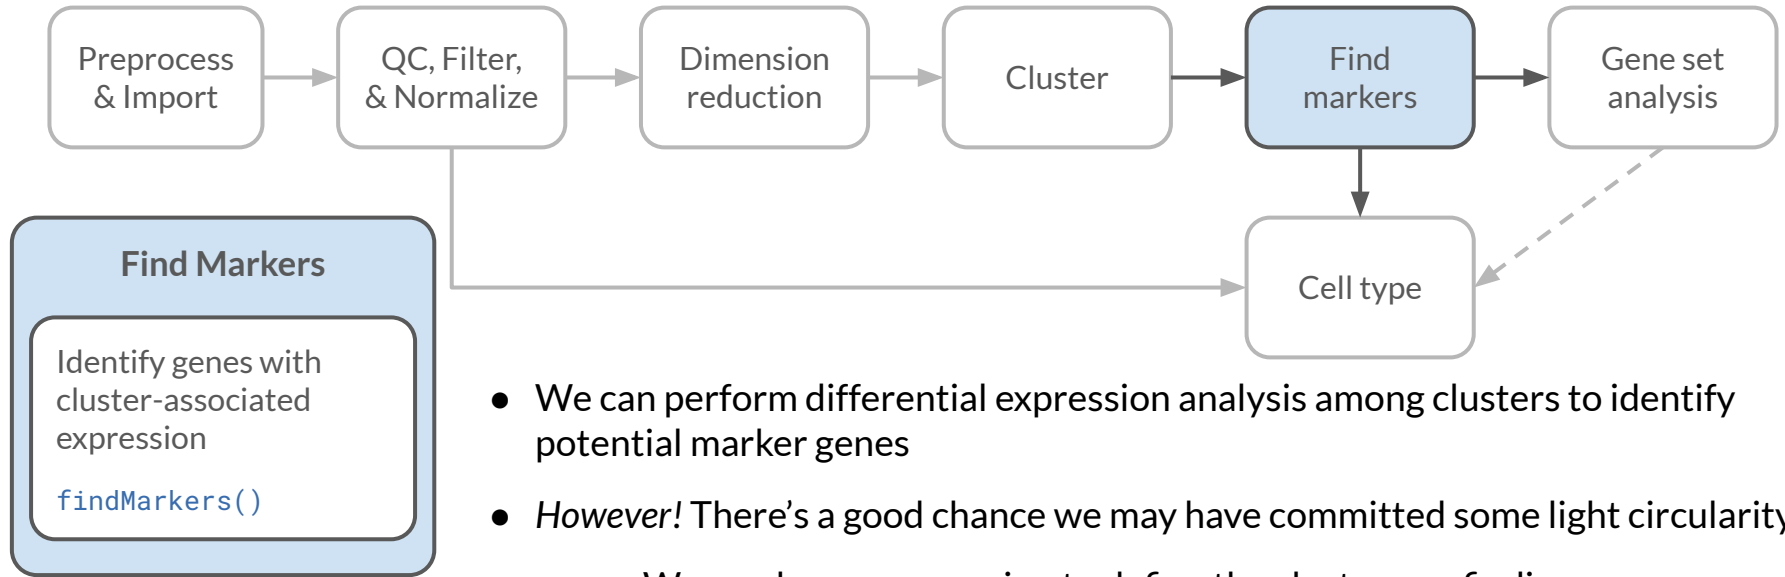 Preprocess
& Import
QC, Filter,
& Normalize
Dimension
reduction
Cluster
Find
markers
Gene set
analysis
Cell type
Find Markers
Identify genes with
cluster-associated
expression
findMarkers()
● We can perform differential expression analysis among clusters to identify
potential marker genes
● However! There’s a good chance we may have committed some light circularity